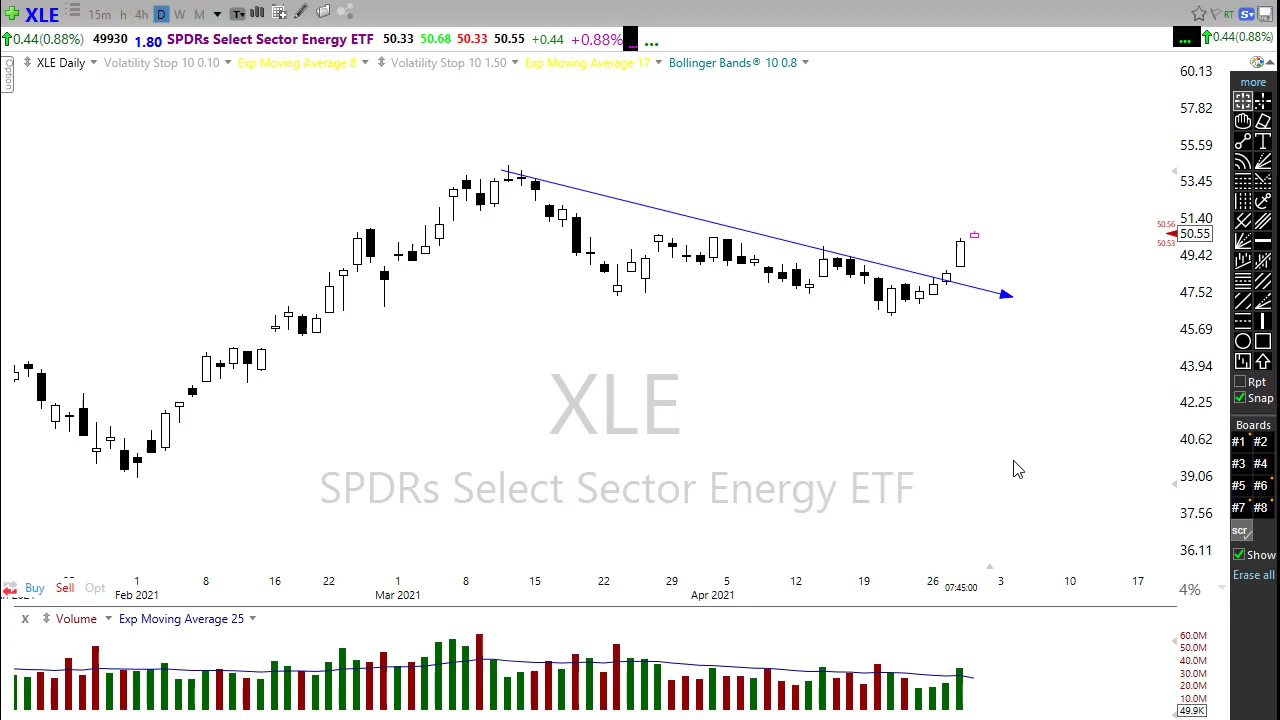 XLE 15m h 4h D W M T RT S
0.44(0.88%) 49930 1.80 SPDRs Select Sector Energy ETF 50.33 50.68 50.33 50.55 +0.44 +0.88% ... ... ... 0.44(0.88%)
Option
XLE Daily Volatility Stop 10 0.10 Exp Moving Average 8 Volatility Stop 10 1.50 Exp Moving Average 17 Bollinger Bands® 10 0.8
60.13
57.82
55.59
53.45
51.40
50.56
50.55
50.53
49.42
47.52
45.69
43.94
42.25
40.62
39.06
37.56
36.11
4%
XLE
SPDRs Select Sector Energy ETF
more
T
Rpt
Snap
Boards
#1 #2
#3 #4
#5 #6
#7 #8
scr
Show
Erase all
Buy Sell Opt
1 8 16 22 1 8 15 22 29 5 12 19 26 3 10 17
Feb 2021 Mar 2021 Apr 2021 07:45:00
x Volume Exp Moving Average 25
60.0M
50.0M
40.0M
30.0M
20.0M
10.0M
49.9K